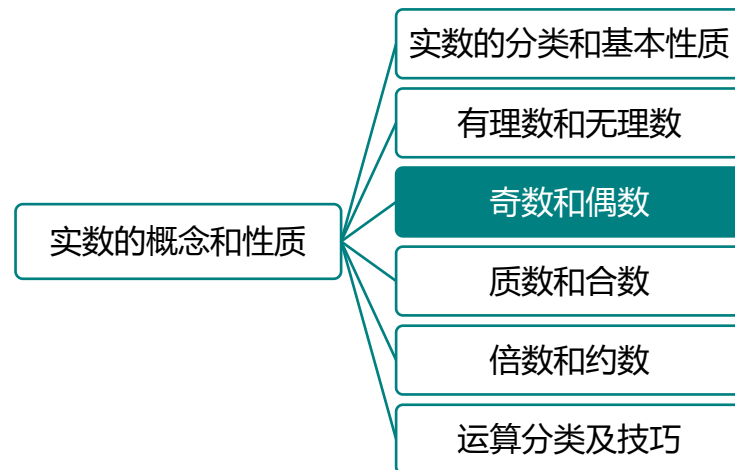 实数的分类和基本性质
有理数和无理数
奇数和偶数
实数的概念和性质
质数和合数
倍数和约数
运算分类及技巧